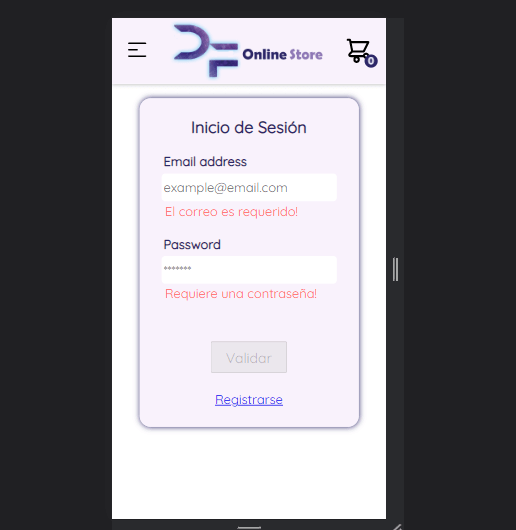 DF Online Store
0
Inicio de Sesión
Email address
example@email.com
El correo es requerido!
Password
*******
Requiere una contraseña!
Validar
Registrarse